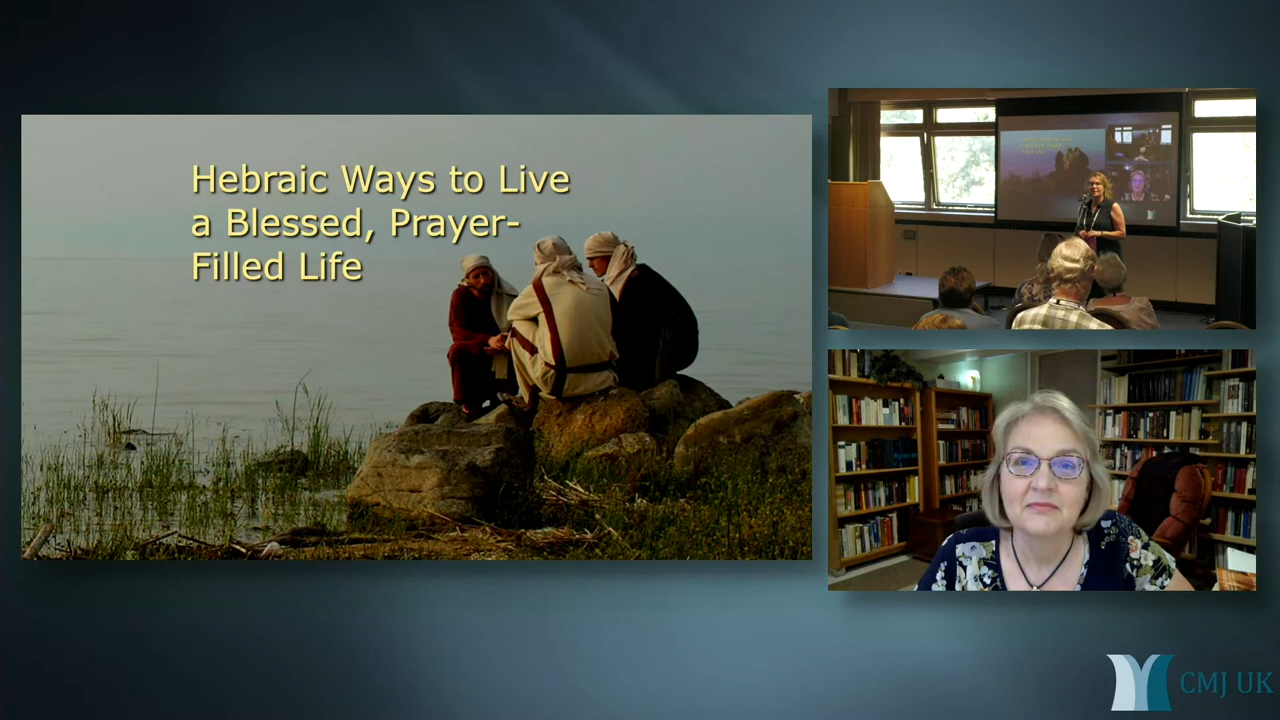 Hebraic Ways to Live
a Blessed, Prayer-
Filled Life
CMJ UK